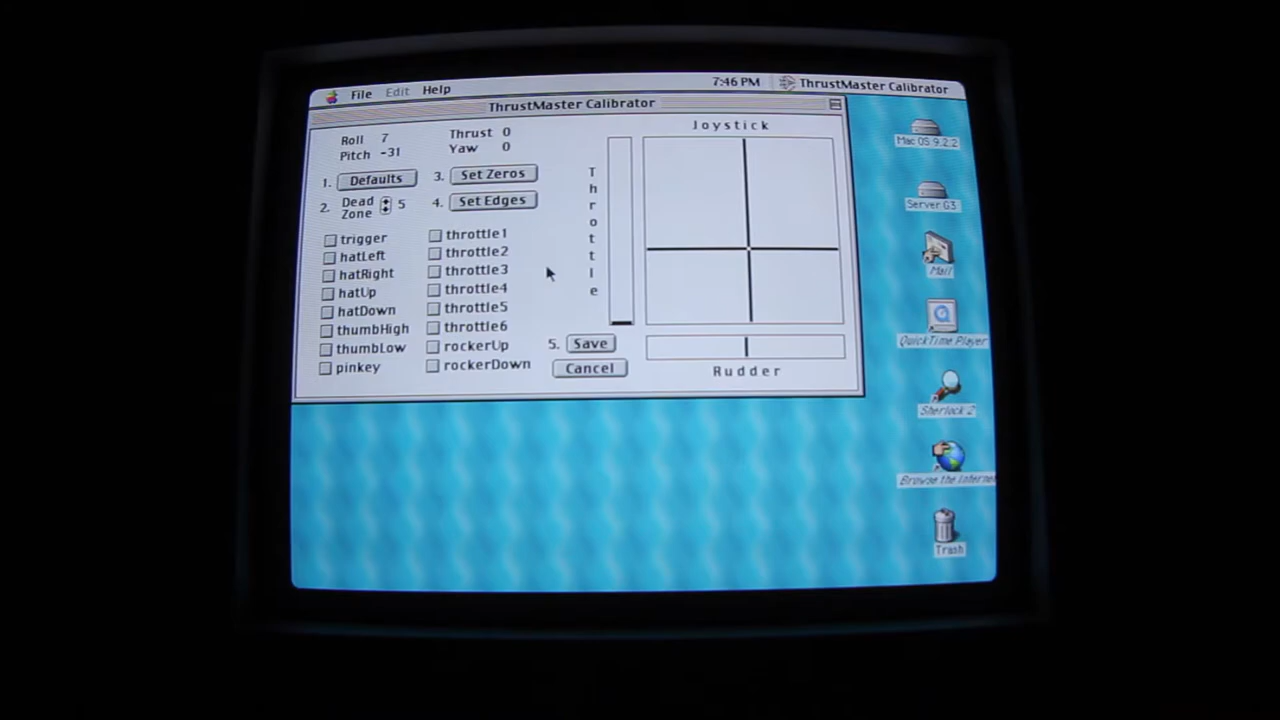 File Edit Help 7:46 PM ThrustMaster Calibrator
ThrustMaster Calibrator
Roll 7
Pitch -31
Thrust 0
Yaw 0
1. Defaults
2. Dead Zone 5
3. Set Zeros
4. Set Edges
trigger
hatLeft
hatRight
hatUp
hatDown
thumbHigh
thumbLow
pinkey
throttle1
throttle2
throttle3
throttle4
throttle5
throttle6
rockerUp
rockerDown
5. Save
Cancel
Throttle
Joystick
Rudder
Mac OS 9.2.2
Server G3
Mail
QuickTime Player
Sherlock 2
Browse the Internet
Trash